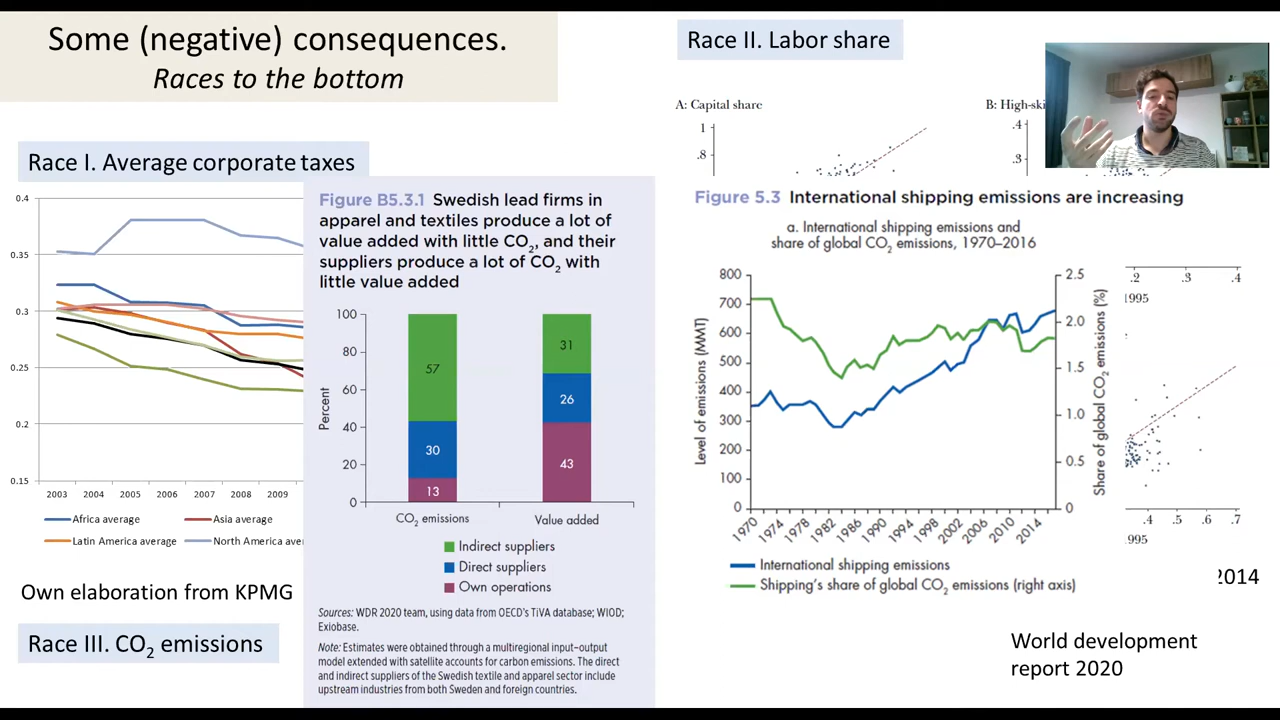 Some (negative) consequences.
Races to the bottom
Race II. Labor share
A: Capital share
1
.8
B: High-ski
.4
.3
Race I. Average corporate taxes
0.4
0.35
0.3
0.25
0.2
0.15
2003 2004 2005 2006 2007 2008 2009
Africa average
Asia average
Latin America average
North America aver
Own elaboration from KPMG
Race III. CO2 emissions
Figure B5.3.1 Swedish lead firms in
apparel and textiles produce a lot of
value added with little CO2, and their
suppliers produce a lot of CO2 with
little value added
100
80
60
40
20
0
Percent
57
30
13
31
26
43
CO2 emissions
Value added
Indirect suppliers
Direct suppliers
Own operations
Sources: WDR 2020 team, using data from OECD's TiVA database; WIOD;
Exiobase.
Note: Estimates were obtained through a multiregional input–output
model extended with satellite accounts for carbon emissions. The direct
and indirect suppliers of the Swedish textile and apparel sector include
upstream industries from both Sweden and foreign countries.
Figure 5.3 International shipping emissions are increasing
a. International shipping emissions and
share of global CO2 emissions, 1970–2016
800
700
600
500
400
300
200
100
0
Level of emissions (MMT)
2.5
2.0
1.5
1.0
0.5
0
Share of global CO2 emissions (%)
1970 1974 1978 1982 1986 1990 1994 1998 2002 2006 2010 2014
International shipping emissions
Shipping's share of global CO2 emissions (right axis)
.2 .3 .4
1995
.4 .5 .6 .7
.995
2014
World development
report 2020